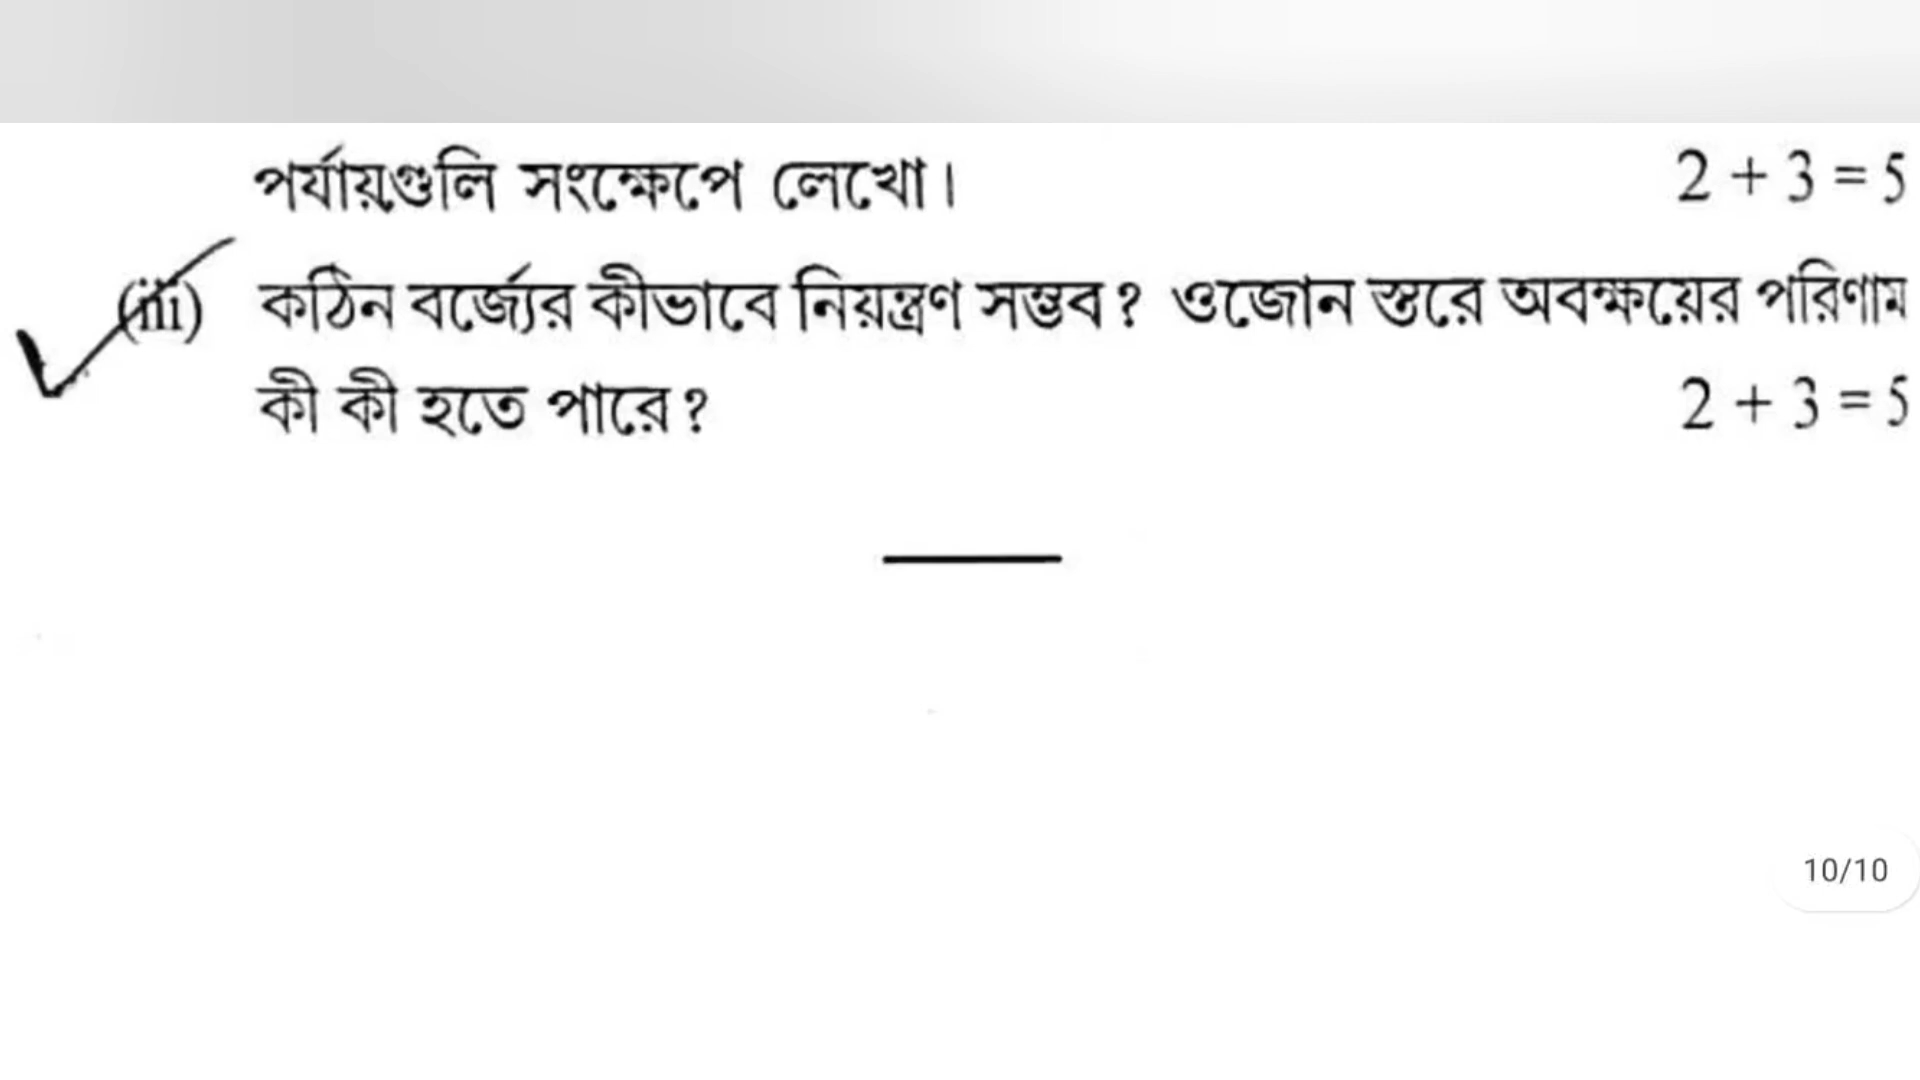 পর্যায়গুলি সংক্ষেপে লেখো। 2 + 3 = 5
(iii) কঠিন বর্জ্যের কীভাবে নিয়ন্ত্রণ সম্ভব? ওজোন স্তরে অবক্ষয়ের পরিণাম
কী কী হতে পারে? 2 + 3 = 5
10/10